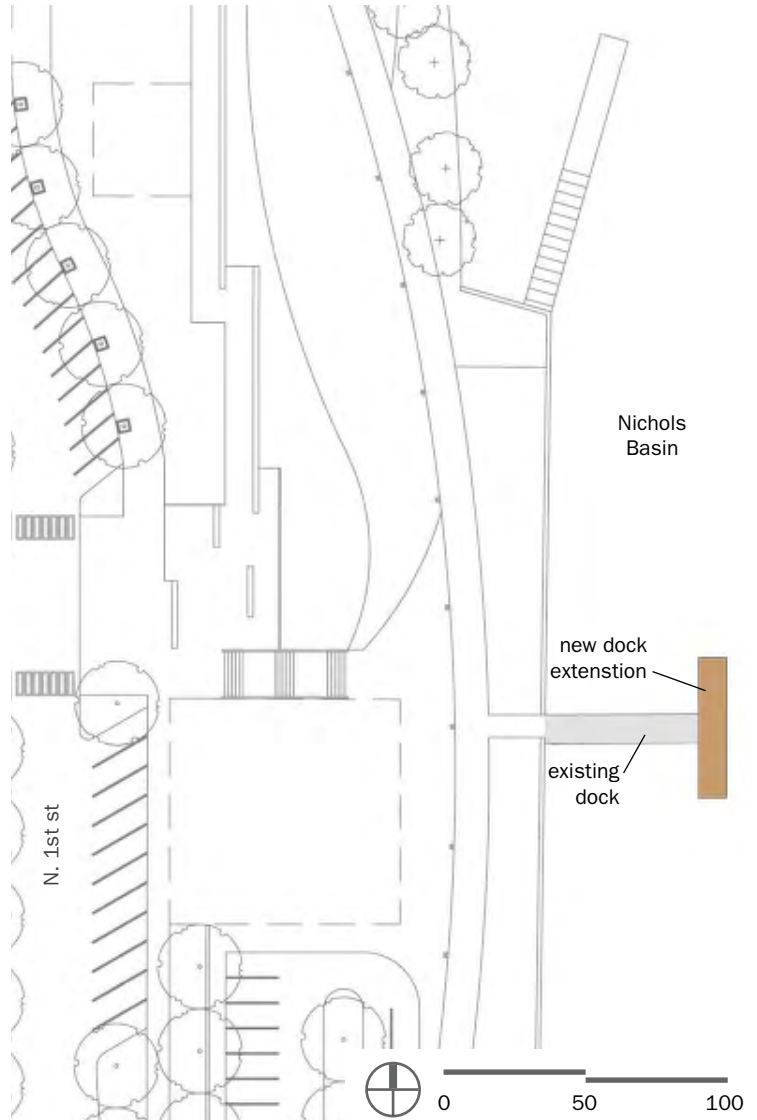 Nichols
Basin
new dock
extenstion
existing
dock
N. 1st st
0 50 100